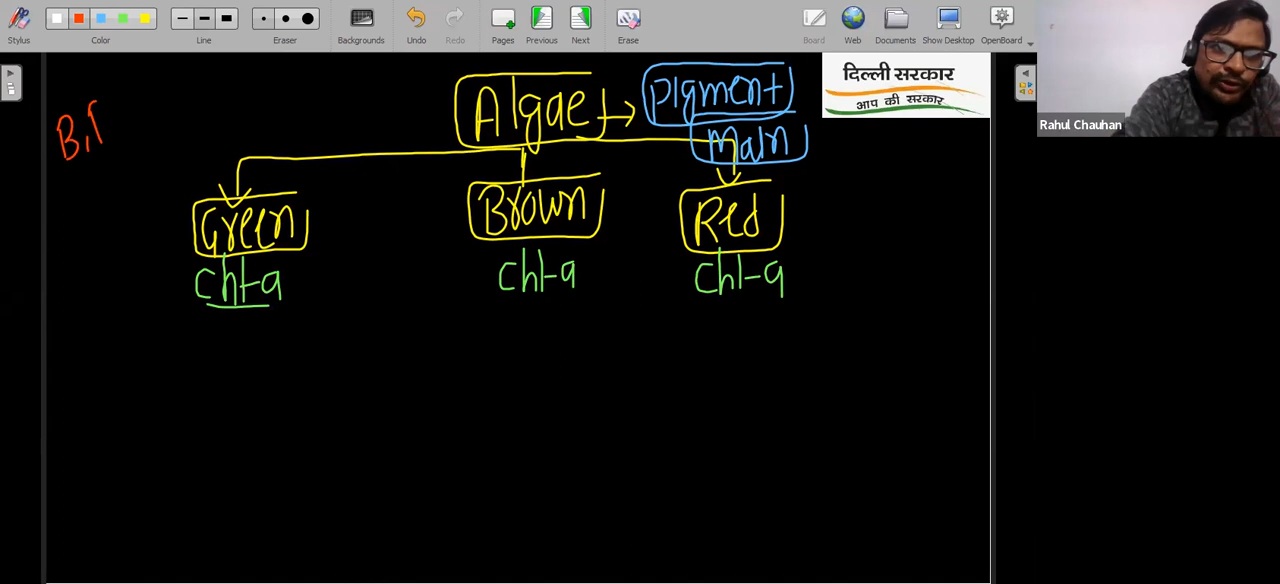 Stylus
Color
Line
Eraser
Backgrounds
Undo
Redo
Pages
Previous
Next
Erase
Board
Web
Documents
Show Desktop
OpenBoard
दिल्ली सरकार
आप की सरकार
Rahul Chauhan
Algae → Pigment
Main
Green Brown Red
chl-a chl-a chl-a